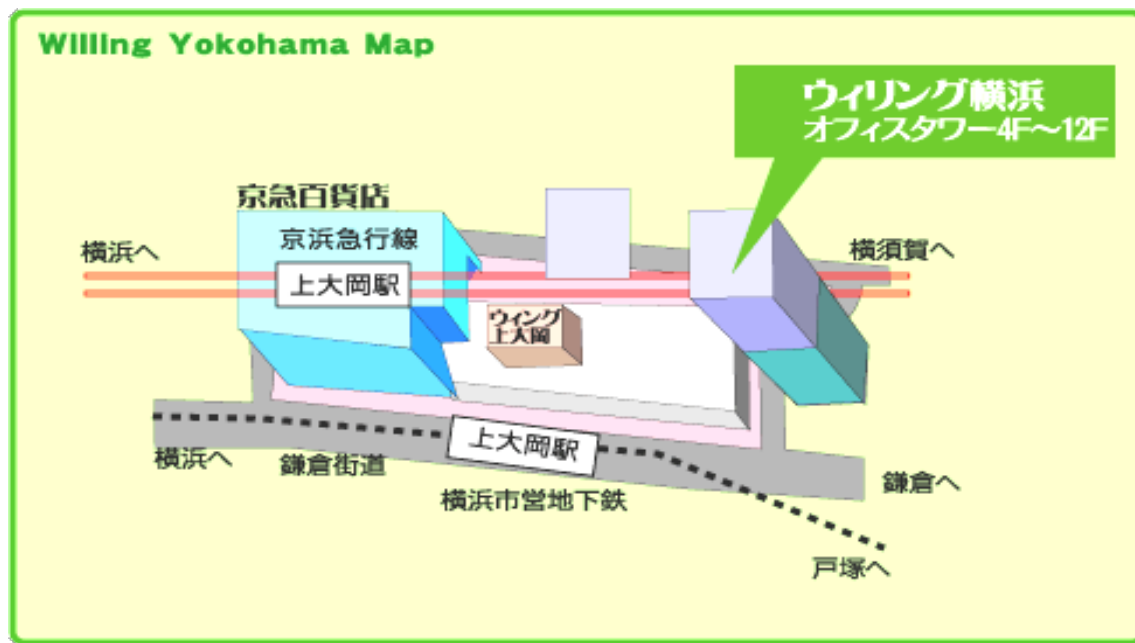 Willing Yokohama Map
ウィリング横浜
オフィスタワー4F～12F
京急百貨店
京浜急行線
横浜へ
横須賀へ
上大岡駅
ウィング
上大岡
上大岡駅
横浜へ
鎌倉街道
鎌倉へ
横浜市営地下鉄
戸塚へ